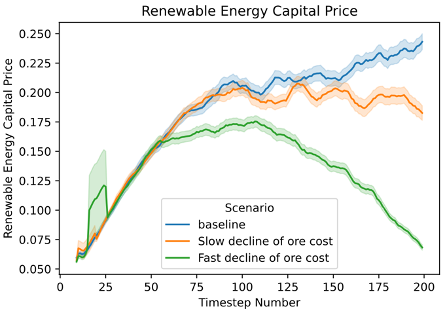 Renewable Energy Capital Price
Renewable Energy Capital Price
0.250
0.225
0.200
0.175
0.150
0.125
0.100
0.075
0.050
Scenario
baseline
Slow decline of ore cost
Fast decline of ore cost
0 25 50 75 100 125 150 175 200
Timestep Number